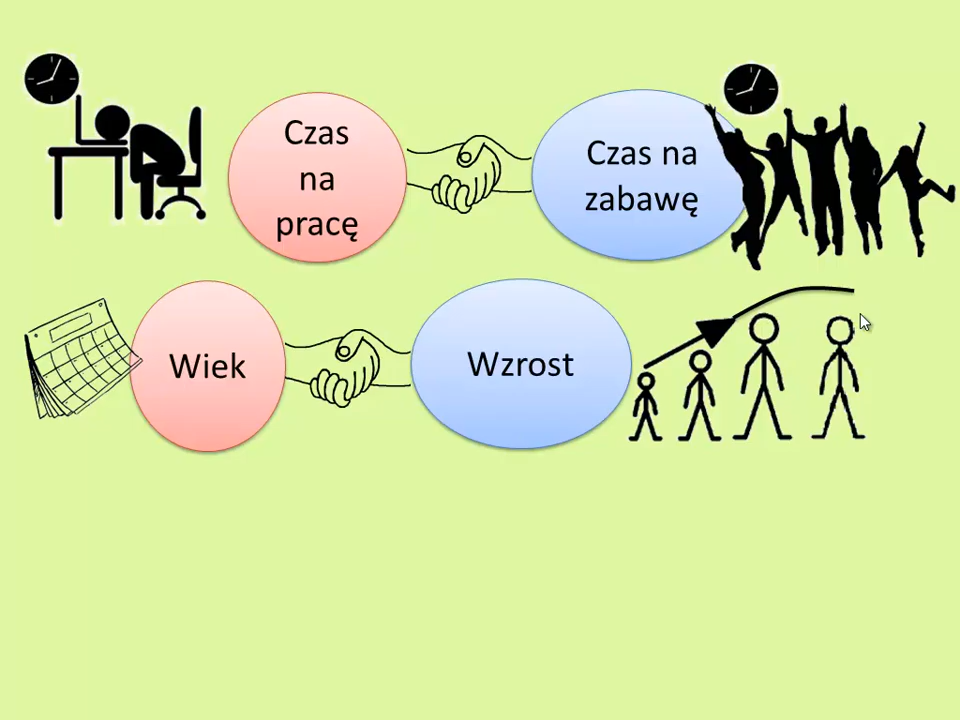 Czas
na
pracę
Czas na
zabawę
Wiek
Wzrost